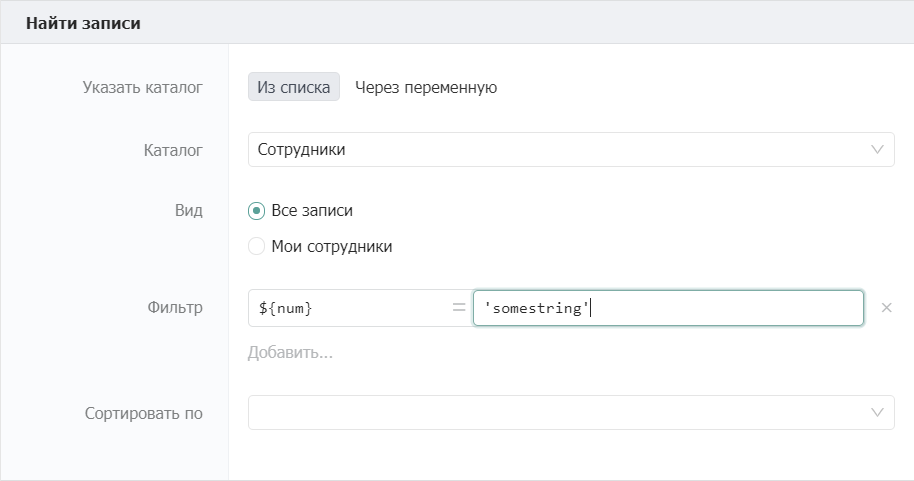 Найти записи
Указать каталог Из списка Через переменную
Каталог Сотрудники
Вид Все записи
Мои сотрудники
Фильтр ${num} = 'somestring'
Добавить...
Сортировать по